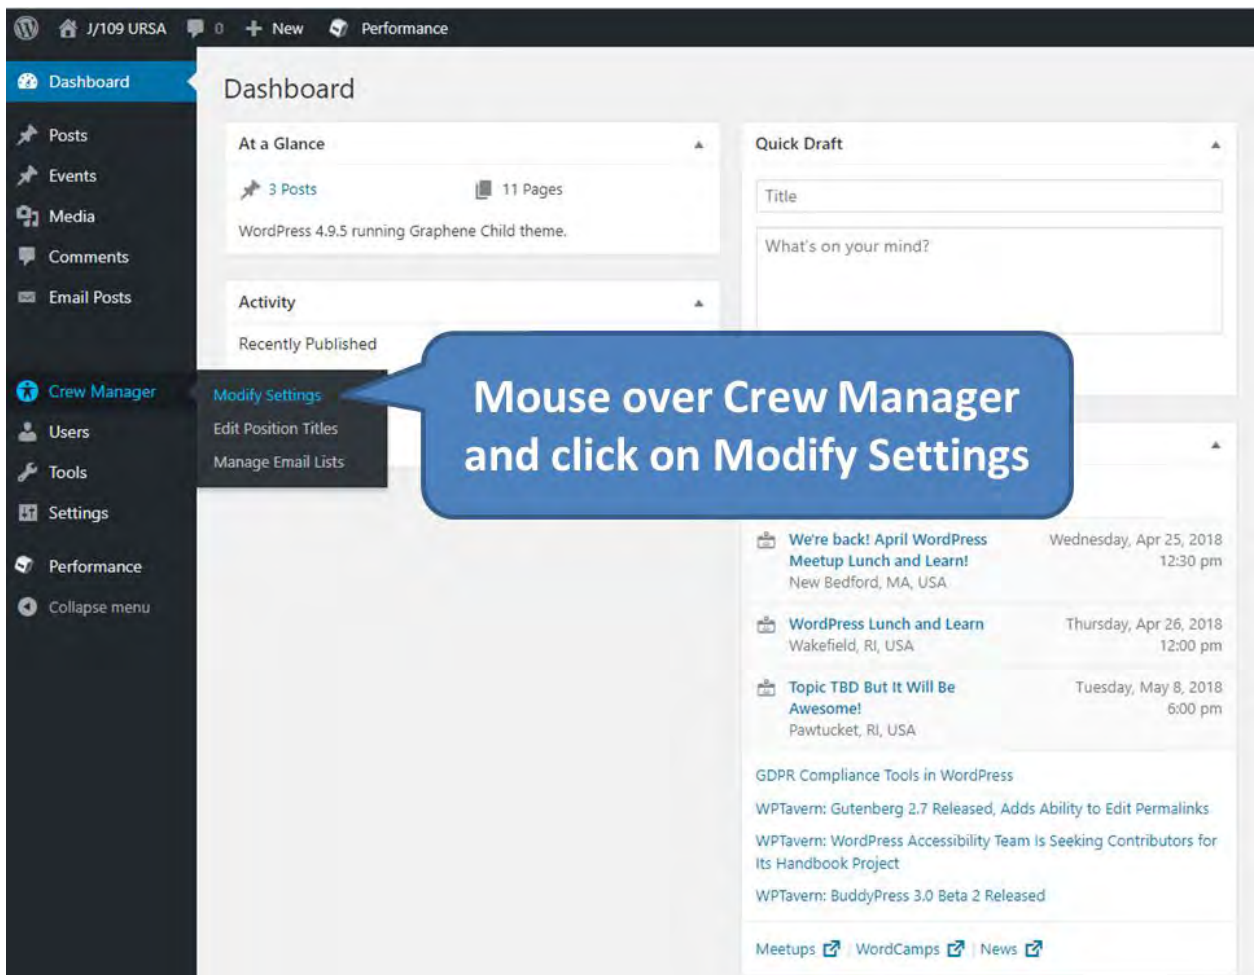 J/109 URSA 0 + New Performance
Dashboard
Posts
Events
Media
Comments
Email Posts
Crew Manager
Users
Tools
Settings
Performance
Collapse menu
Modify Settings
Edit Position Titles
Manage Email Lists
Dashboard
At a Glance
3 Posts 11 Pages
WordPress 4.9.5 running Graphene Child theme.
Activity
Recently Published
Mouse over Crew Manager
and click on Modify Settings
Quick Draft
Title
What's on your mind?
We're back! April WordPress Wednesday, Apr 25, 2018
Meetup Lunch and Learn! 12:30 pm
New Bedford, MA, USA
WordPress Lunch and Learn Thursday, Apr 26, 2018
Wakefield, RI, USA 12:00 pm
Topic TBD But It Will Be Tuesday, May 8, 2018
Awesome! 6:00 pm
Pawtucket, RI, USA
GDPR Compliance Tools in WordPress
WPTavern: Gutenberg 2.7 Released, Adds Ability to Edit Permalinks
WPTavern: WordPress Accessibility Team Is Seeking Contributors for
Its Handbook Project
WPTavern: BuddyPress 3.0 Beta 2 Released
Meetups | WordCamps | News